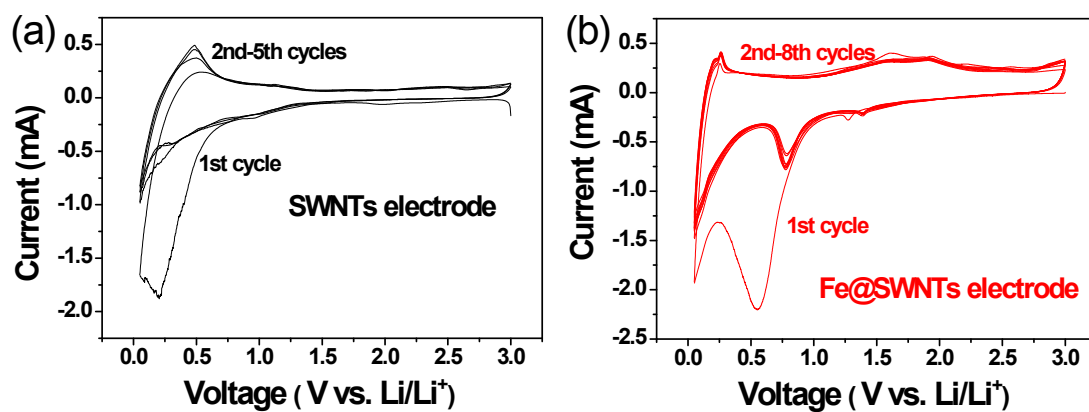 (a)
0.5
0.0
-0.5
-1.0
-1.5
-2.0
Current (mA)
2nd-5th cycles
1st cycle
SWNTs electrode
0.0 0.5 1.0 1.5 2.0 2.5 3.0
Voltage ( V vs. Li/Li⁺)
(b)
0.5
0.0
-0.5
-1.0
-1.5
-2.0
-2.5
Current (mA)
2nd-8th cycles
1st cycle
Fe@SWNTs electrode
0.0 0.5 1.0 1.5 2.0 2.5 3.0
Voltage ( V vs. Li/Li⁺)